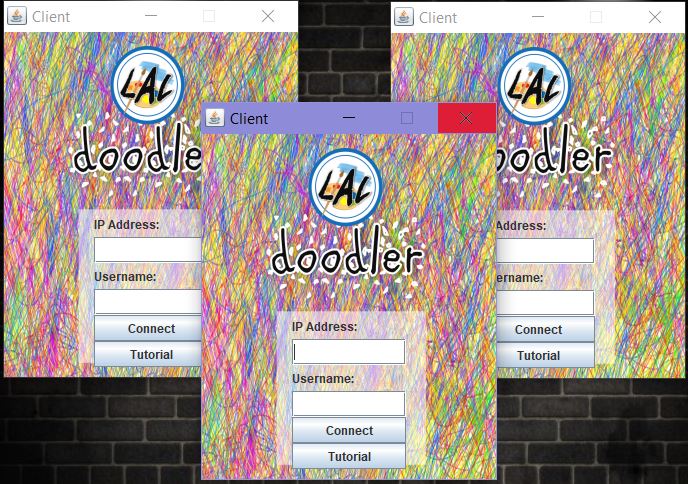 Client
LAC
doodler
IP Address:
Username:
Connect
Tutorial
Client
LAC
doodler
IP Address:
Username:
Connect
Tutorial
Client
LAC
oodler
Address:
ername:
Connect
Tutorial